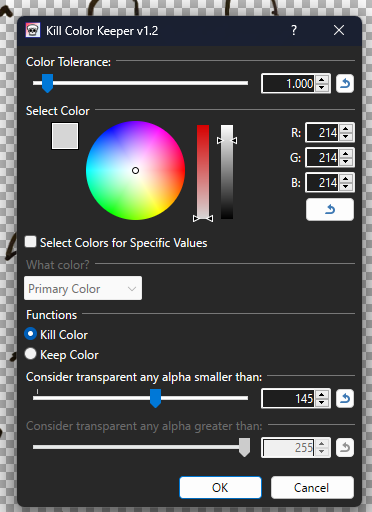 Kill Color Keeper v1.2
?
Color Tolerance:
1.000
Select Color
R: 214
G: 214
B: 214
Select Colors for Specific Values
What color?
Primary Color
Functions
Kill Color
Keep Color
Consider transparent any alpha smaller than:
145
Consider transparent any alpha greater than:
255
OK Cancel